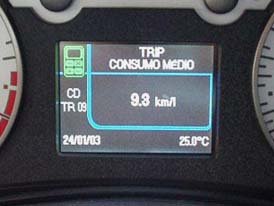 TRIP
CONSUMO MEDIO
CD
TR 09
9.3 km/l
24/01/03
25.0°C